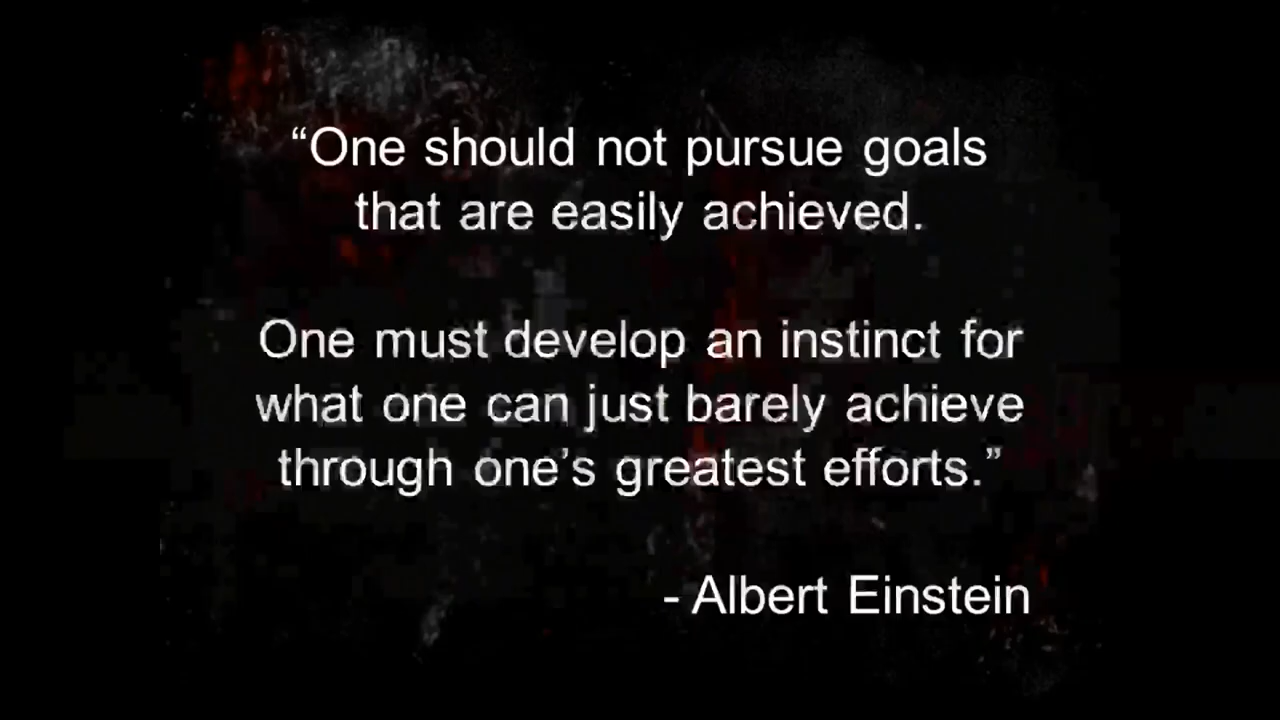 “One should not pursue goals
that are easily achieved.
One must develop an instinct for
what one can just barely achieve
through one’s greatest efforts.”
- Albert Einstein